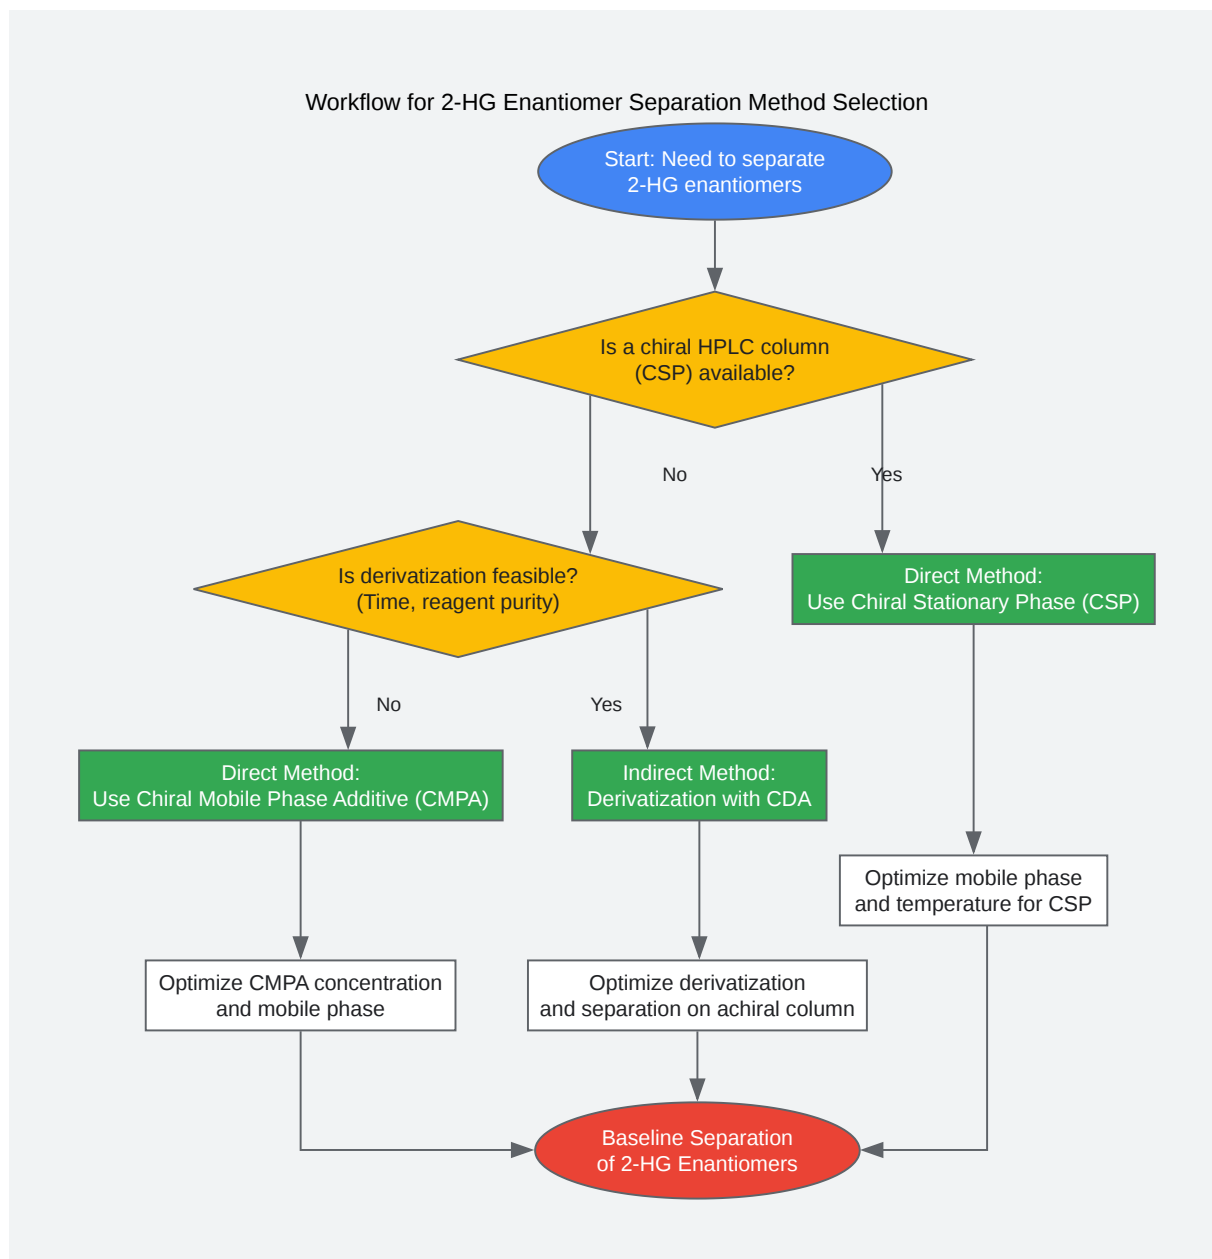 Workflow for 2-HG Enantiomer Separation Method Selection
Start: Need to separate
2-HG enantiomers
Is a chiral HPLC column
(CSP) available?
No
Yes
Is derivatization feasible?
(Time, reagent purity)
Direct Method:
Use Chiral Stationary Phase (CSP)
No
Yes
Direct Method:
Use Chiral Mobile Phase Additive (CMPA)
Indirect Method:
Derivatization with CDA
Optimize mobile phase
and temperature for CSP
Optimize CMPA concentration
and mobile phase
Optimize derivatization
and separation on achiral column
Baseline Separation
of 2-HG Enantiomers